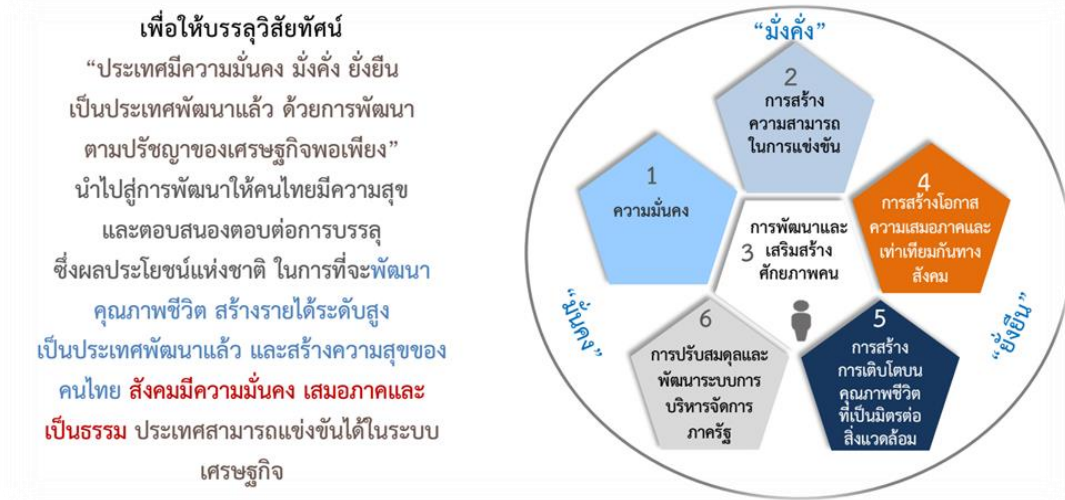 เพื่อให้บรรลุวิสัยทัศน์
“ประเทศมีความมั่นคง มั่งคั่ง ยั่งยืน
เป็นประเทศพัฒนาแล้ว ด้วยการพัฒนา
ตามปรัชญาของเศรษฐกิจพอเพียง”
นำไปสู่การพัฒนาให้คนไทยมีความสุข
และตอบสนองตอบต่อการบรรลุ
ซึ่งผลประโยชน์แห่งชาติ ในการที่จะพัฒนา
คุณภาพชีวิต สร้างรายได้ระดับสูง
เป็นประเทศพัฒนาแล้ว และสร้างความสุขของ
คนไทย สังคมมีความมั่นคง เสมอภาคและ
เป็นธรรม ประเทศสามารถแข่งขันได้ในระบบ
เศรษฐกิจ
“มั่งคั่ง”
“มั่นคง”
“ยั่งยืน”
1
ความมั่นคง
2
การสร้าง
ความสามารถ
ในการแข่งขัน
3
การพัฒนาและ
เสริมสร้าง
ศักยภาพคน
4
การสร้างโอกาส
ความเสมอภาคและ
เท่าเทียมกันทาง
สังคม
5
การสร้าง
การเติบโตบน
คุณภาพชีวิต
ที่เป็นมิตรต่อ
สิ่งแวดล้อม
6
การปรับสมดุลและ
พัฒนาระบบการ
บริหารจัดการ
ภาครัฐ